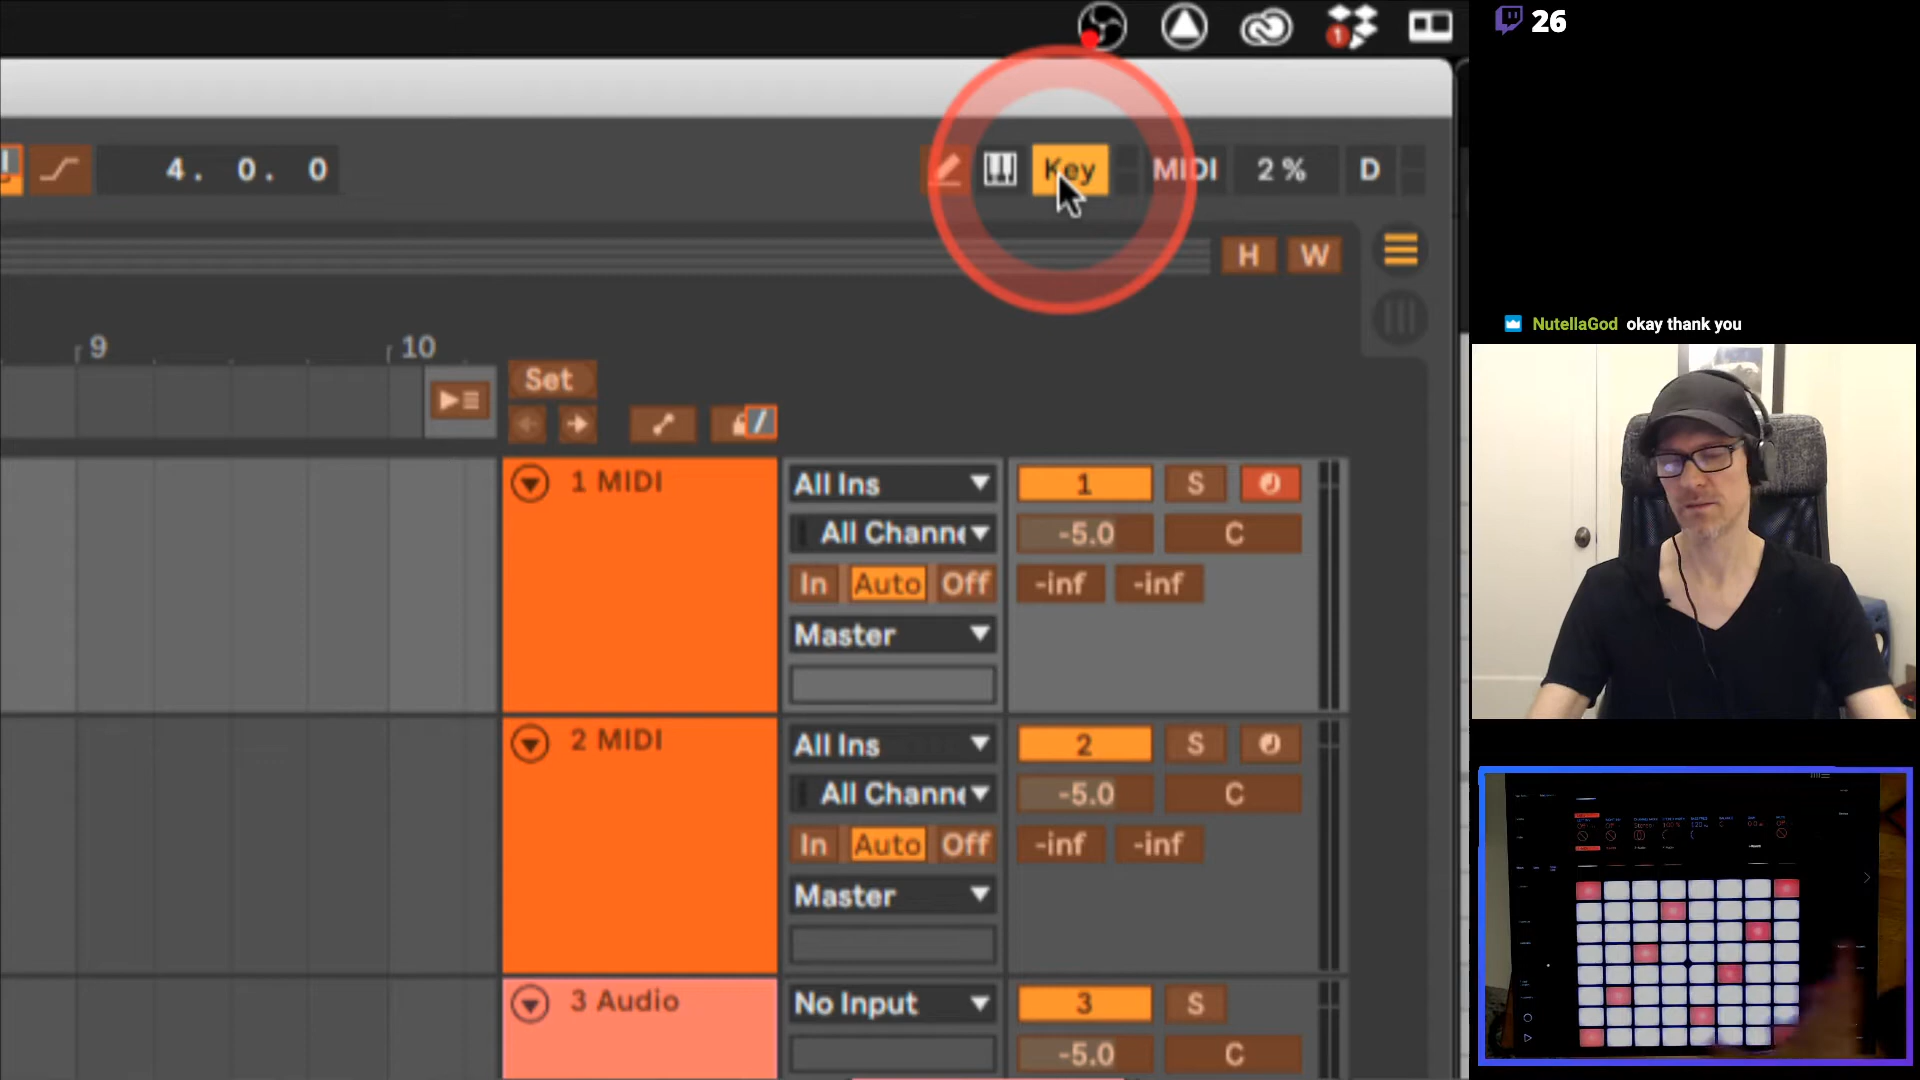 26
1
4. 0. 0
Key
MIDI
2 %
D
H
W
NutellaGod okay thank you
9
10
Set
1 MIDI
All Ins
1
S
All Channe
-5.0
C
In
Auto
Off
-inf
-inf
Master
2 MIDI
All Ins
2
S
All Channe
-5.0
C
In
Auto
Off
-inf
-inf
Master
3 Audio
No Input
3
S
-5.0
C